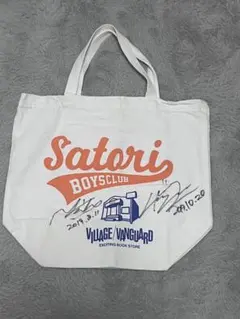 Satori
BOYSCLUB
2019.3.11
2019.10.20
VILLAGE/VANGUARD
EXCITING BOOK STORE